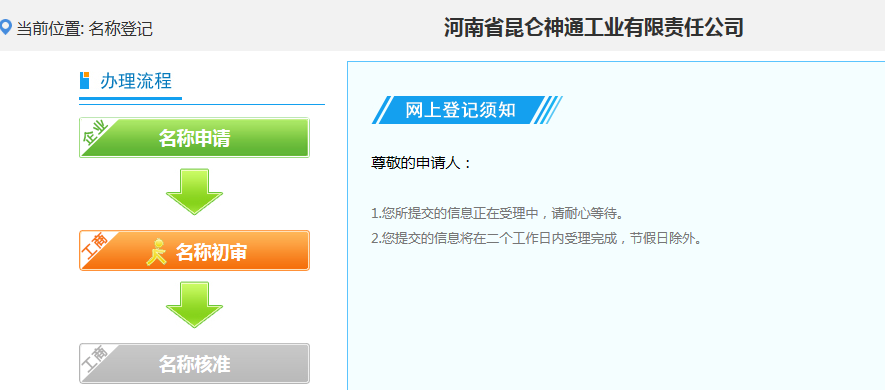 当前位置: 名称登记
河南省昆仑神通工业有限责任公司
办理流程
企业
名称申请
工商
名称初审
工商
名称核准
网上登记须知
尊敬的申请人：
1.您所提交的信息正在受理中，请耐心等待。
2.您提交的信息将在二个工作日内受理完成，节假日除外。